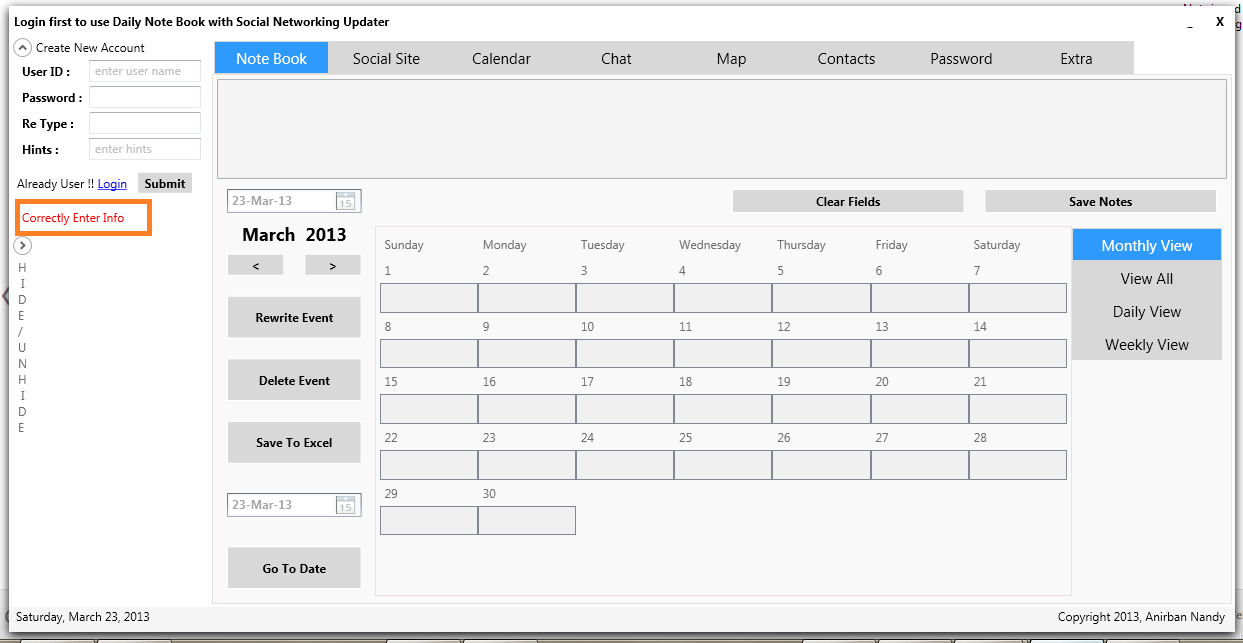 Login first to use Daily Note Book with Social Networking Updater
_ X
Create New Account
User ID : enter user name
Password :
Re Type :
Hints : enter hints
Already User !! Login Submit
Correctly Enter Info
H
I
D
E
/
U
N
H
I
D
E
Note Book Social Site Calendar Chat Map Contacts Password Extra
23-Mar-13 15 Clear Fields Save Notes
March 2013
< >
Rewrite Event
Delete Event
Save To Excel
23-Mar-13 15
Go To Date
Sunday Monday Tuesday Wednesday Thursday Friday Saturday
1 2 3 4 5 6 7
8 9 10 11 12 13 14
15 16 17 18 19 20 21
22 23 24 25 26 27 28
29 30
Monthly View
View All
Daily View
Weekly View
Saturday, March 23, 2013 Copyright 2013, Anirban Nandy